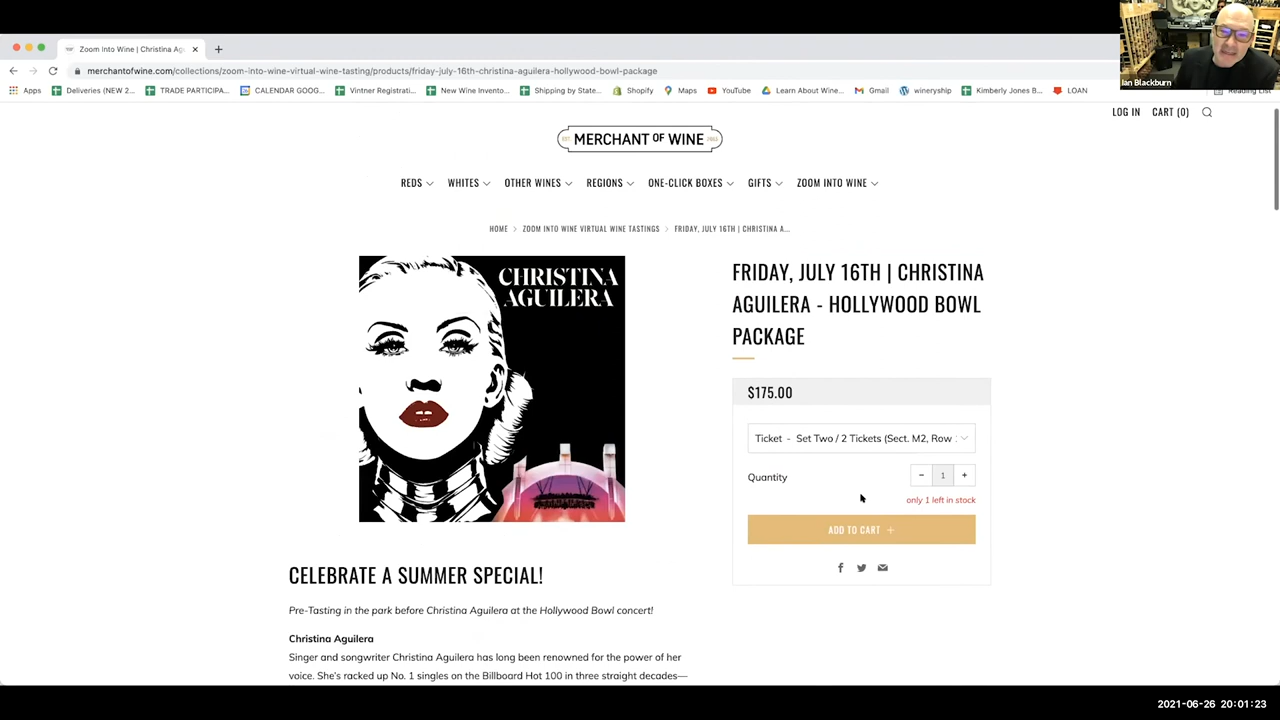 Zoom Into Wine | Christina Ag
merchantofwine.com/collections/zoom-into-wine-virtual-wine-tasting/products/friday-july-16th-christina-aguilera-hollywood-bowl-package
Ian Blackburn
Apps Deliveries (NEW 2... TRADE PARTICIPA... CALENDAR GOOG... Vintner Registrati... New Wine Invento... Shipping by State... Shopify Maps YouTube Learn About Wine... Gmail wineryship Kimberly Jones B... LOAN Reading List
LOG IN CART (0)
MERCHANT OF WINE
REDS WHITES OTHER WINES REGIONS ONE-CLICK BOXES GIFTS ZOOM INTO WINE
HOME > ZOOM INTO WINE VIRTUAL WINE TASTINGS > FRIDAY, JULY 16TH | CHRISTINA A...
CHRISTINA
AGUILERA
FRIDAY, JULY 16TH | CHRISTINA
AGUILERA - HOLLYWOOD BOWL
PACKAGE
$175.00
Ticket - Set Two / 2 Tickets (Sect. M2, Row
Quantity - 1 +
only 1 left in stock
ADD TO CART +
CELEBRATE A SUMMER SPECIAL!
Pre-Tasting in the park before Christina Aguilera at the Hollywood Bowl concert!
Christina Aguilera
Singer and songwriter Christina Aguilera has long been renowned for the power of her
voice. She's racked up No. 1 singles on the Billboard Hot 100 in three straight decades—
2021-06-26 20:01:23